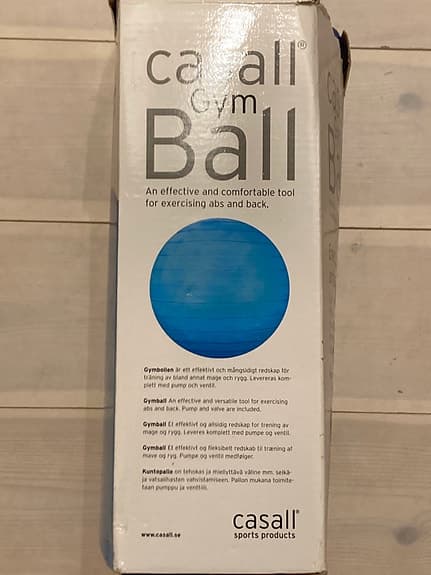 casall®
Gym
Ball
An effective and comfortable tool
for exercising abs and back.
Gymbollen är ett effektivt och mångsidigt redskap för
träning av bland annat mage och rygg. Levereras kom-
plett med pump och ventil.
Gymball An effective and versatile tool for exercising
abs and back. Pump and valve are included.
Gymball Et effektivt og allsidig redskap for trening av
mage og rygg. Leveres komplett med pumpe og ventil.
Gymball Et effektivt og fleksibelt redskab til træning af
mave og ryg. Pumpe og ventil medfølger.
Kuntopallo on tehokas ja miellyttävä väline mm. selkä-
ja vatsalihasten vahvistamiseen. Pallon mukana toimite-
taan pumppu ja venttiili.
casall®
www.casall.se
sports products